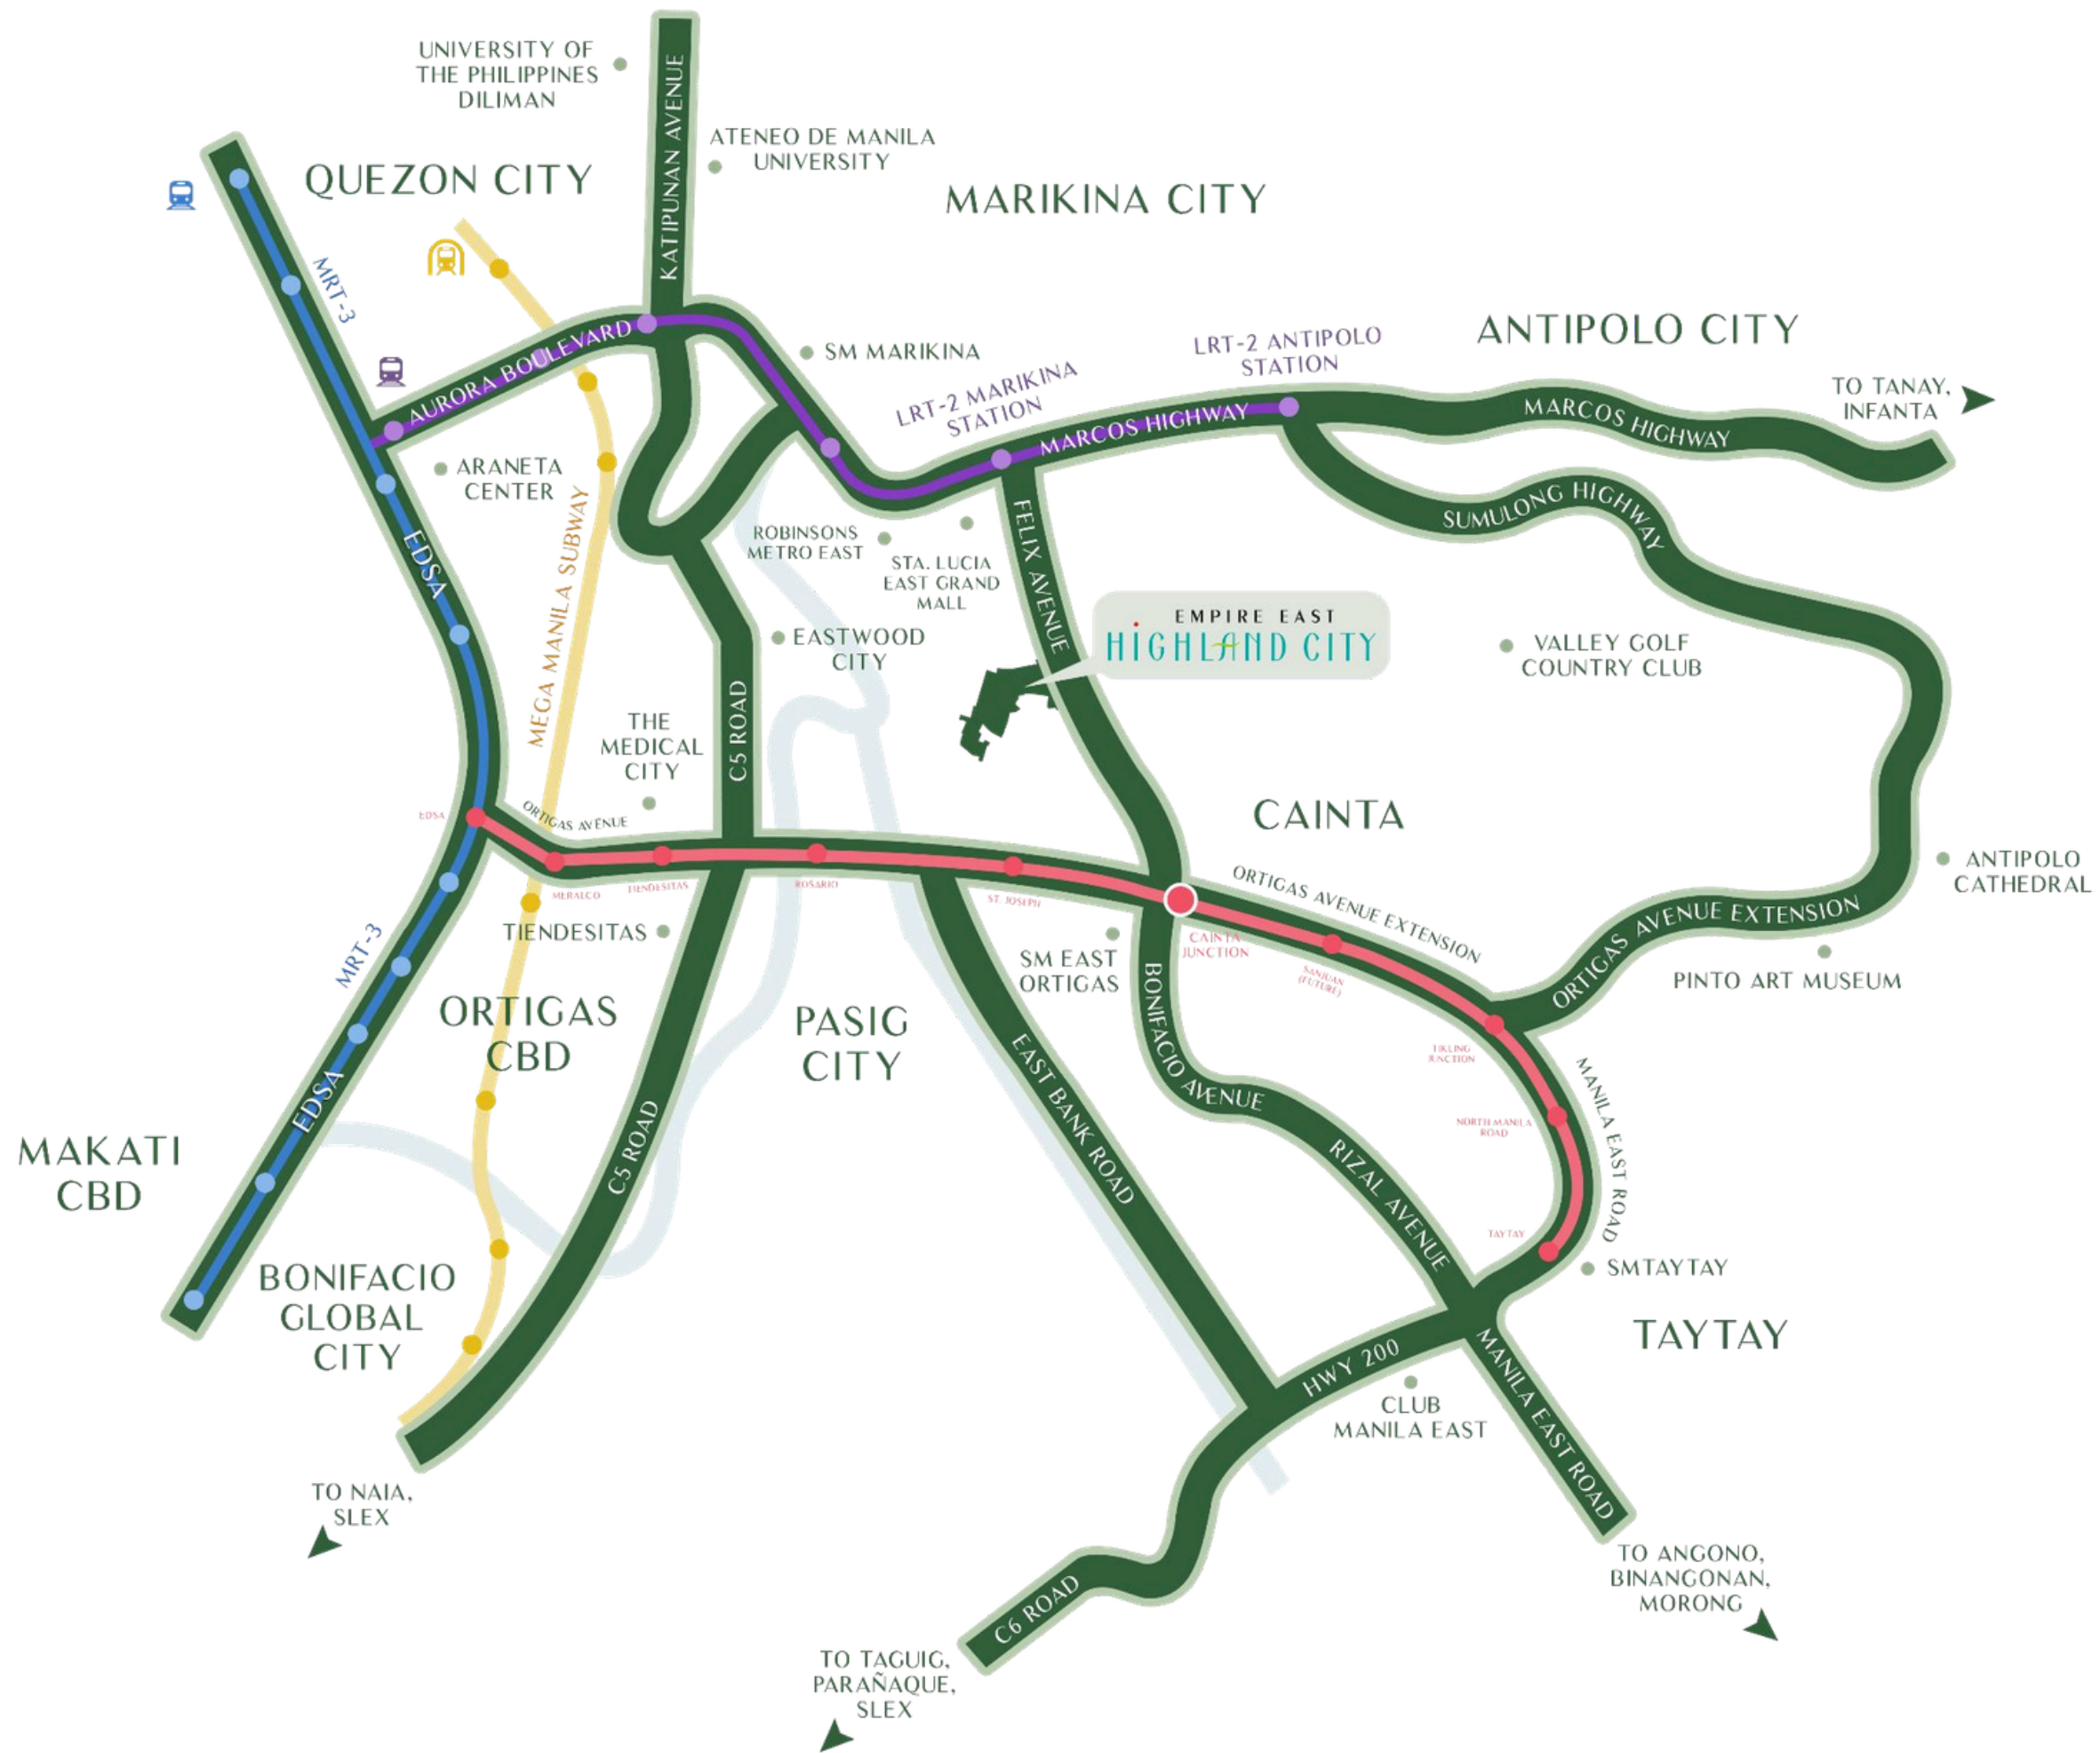 UNIVERSITY OF
THE PHILIPPINES
DILIMAN
KATIPUNAN AVENUE
ATENEO DE MANILA
UNIVERSITY
QUEZON CITY
MARIKINA CITY
MRT-3
AURORA BOULEVARD
SM MARIKINA
LRT-2 MARIKINA
STATION
LRT-2 ANTIPOLO
STATION
ANTIPOLO CITY
TO TANAY,
INFANTA
MARCOS HIGHWAY
MARCOS HIGHWAY
ARANETA
CENTER
EDSA
MEGA MANILA SUBWAY
ROBINSONS
METRO EAST
STA. LUCIA
EAST GRAND
MALL
FELIX AVENUE
SUMULONG HIGHWAY
EMPIRE EAST
HIGHLAND CITY
EASTWOOD
CITY
VALLEY GOLF
COUNTRY CLUB
THE
MEDICAL
CITY
C5 ROAD
EDSA
ORTIGAS AVENUE
CAINTA
MERALCO
TIENDESITAS
ROSARIO
ST. JOSEPH
ORTIGAS AVENUE EXTENSION
ANTIPOLO
CATHEDRAL
TIENDESITAS
SM EAST
ORTIGAS
CAINTA
JUNCTION
SANJUAN
(FUTURE)
ORTIGAS AVENUE EXTENSION
PINTO ART MUSEUM
MRT-3
ORTIGAS
CBD
PASIG
CITY
EAST BANK ROAD
BONIFACIO AVENUE
TIKLING
JUNCTION
MANILA EAST ROAD
NORTH MANILA
ROAD
EDSA
C5 ROAD
MAKATI
CBD
RIZAL AVENUE
TAYTAY
SMTAYTAY
BONIFACIO
GLOBAL
CITY
TAYTAY
HWY 200
CLUB
MANILA EAST
MANILA EAST ROAD
TO NAIA,
SLEX
TO ANGONO,
BINANGONAN,
MORONG
C6 ROAD
TO TAGUIG,
PARAÑAQUE,
SLEX